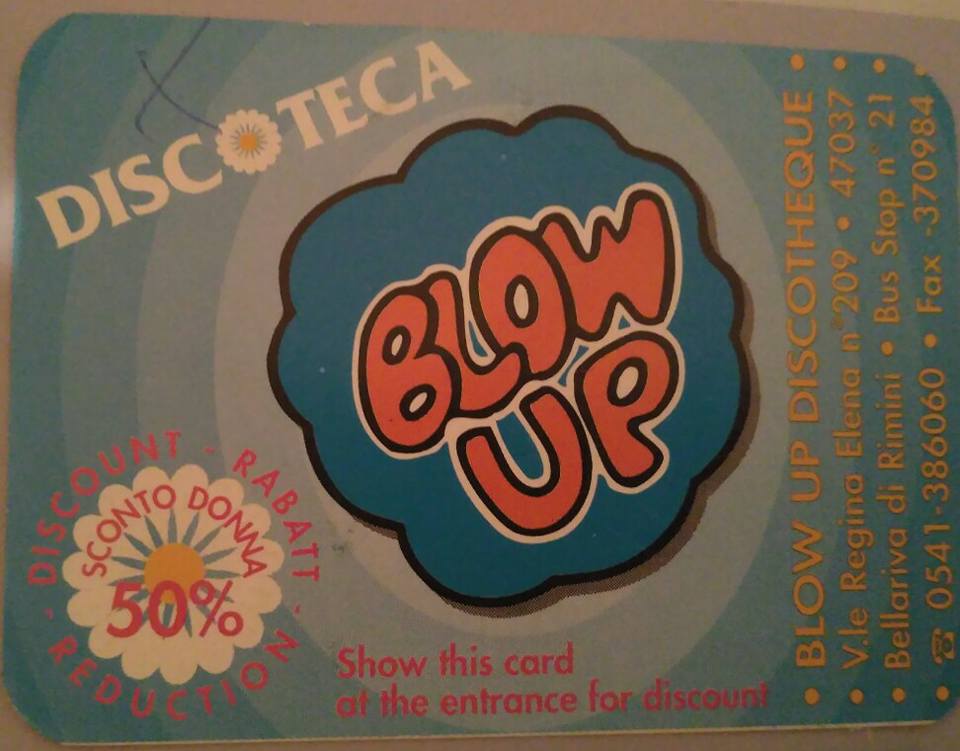 DISCOTECA
BLOW
UP
DISCOUNT - RABATT - REDUCTION -
SCONTO DONNA
50%
Show this card
at the entrance for discount
• BLOW UP DISCOTHEQUE •
• V.le Regina Elena n°209 • 47037 •
• Bellariva di Rimini • Bus Stop n° 21 •
• ☎ 0541-386060 • Fax -370984 •